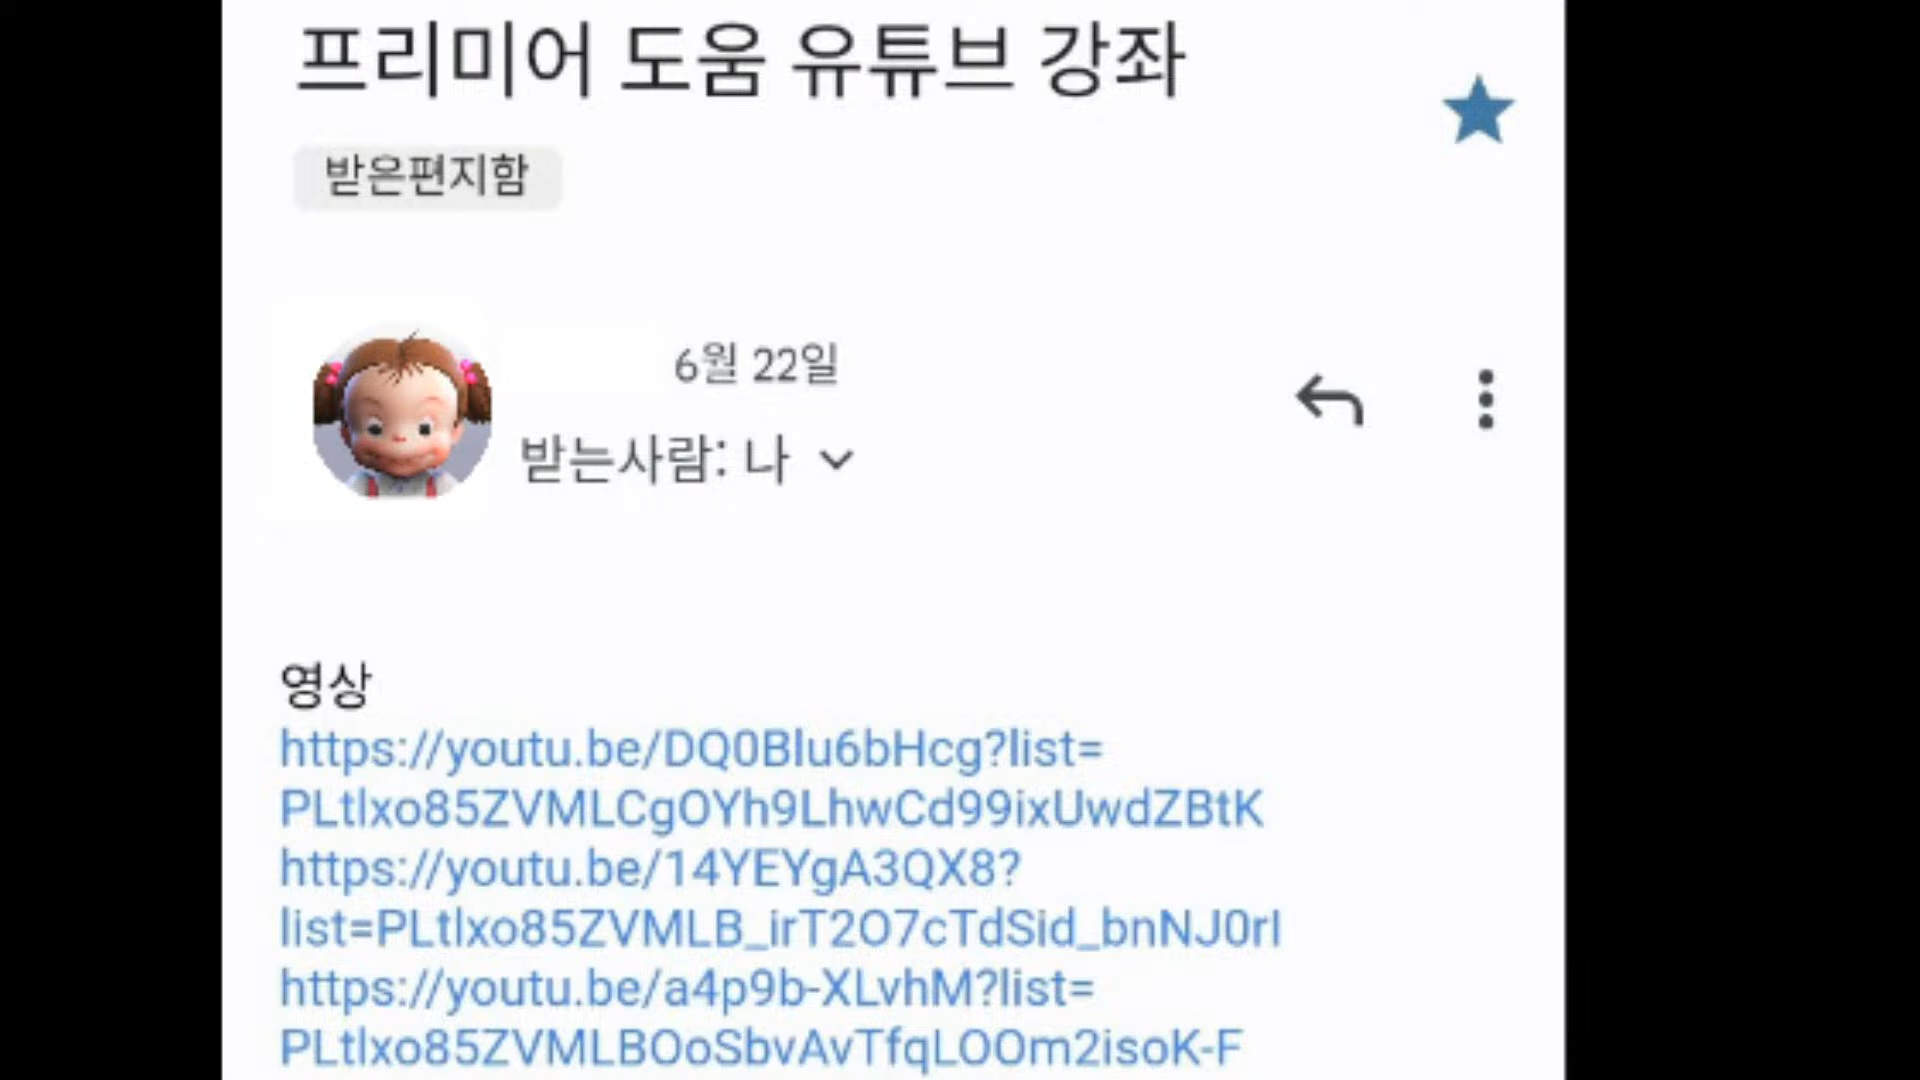 프리미어 도움 유튜브 강좌
받은편지함
6월 22일
받는사람: 나
영상
https://youtu.be/DQ0Blu6bHcg?list=
PLtlxo85ZVMLCgOYh9LhwCd99ixUwdZBtK
https://youtu.be/14YEYgA3QX8?
list=PLtlxo85ZVMLB_irT2O7cTdSid_bnNJ0rI
https://youtu.be/a4p9b-XLvhM?list=
PLtlxo85ZVMLBOoSbvAvTfqLOOm2isoK-F